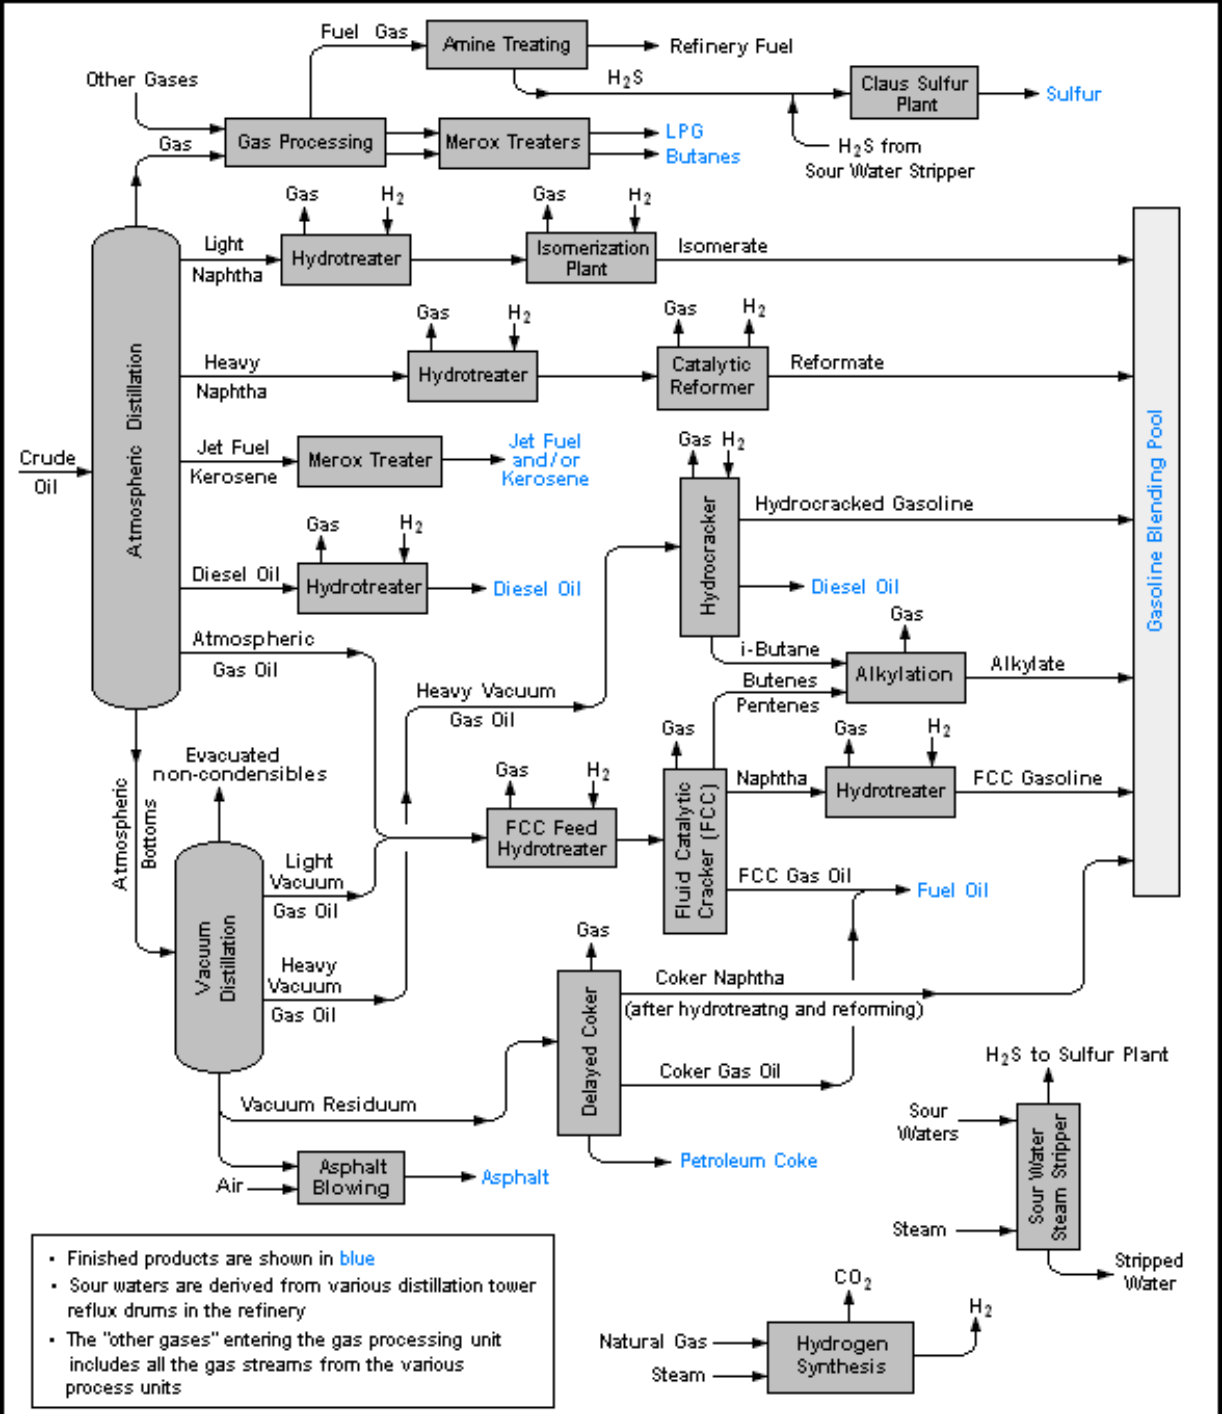 Fuel Gas
Amine Treating
Refinery Fuel
Other Gases
H2S
Claus Sulfur
Plant
Sulfur
Gas
Gas Processing
Merox Treaters
LPG
Butanes
H2S from
Sour Water Stripper
Gas
H2
Gas
H2
Light
Naphtha
Hydrotreater
Isomerization
Plant
Isomerate
Gas
H2
Gas
H2
Heavy
Naphtha
Hydrotreater
Catalytic
Reformer
Reformate
Atmospheric Distillation
Crude
Oil
Jet Fuel
Kerosene
Merox Treater
Jet Fuel
and/or
Kerosene
Gas
H2
Hydrocracker
Hydrocracked Gasoline
Gasoline Blending Pool
Gas
H2
Diesel Oil
Hydrotreater
Diesel Oil
Diesel Oil
Atmospheric
Gas Oil
i-Butane
Gas
Alkylation
Alkylate
Butenes
Pentenes
Heavy Vacuum
Gas Oil
Evacuated
non-condensibles
Atmospheric
Bottoms
Gas
H2
FCC Feed
Hydrotreater
Gas
Fluid Catalytic
Cracker (FCC)
Naphtha
Gas
H2
Hydrotreater
FCC Gasoline
Light
Vacuum
Gas Oil
FCC Gas Oil
Fuel Oil
Vacuum
Distillation
Heavy
Vacuum
Gas Oil
Gas
Delayed Coker
Coker Naphtha
(after hydrotreatng and reforming)
Coker Gas Oil
Vacuum Residuum
Petroleum Coke
Air
Asphalt
Blowing
Asphalt
H2S to Sulfur Plant
Sour
Waters
Sour Water
Steam Stripper
Steam
Stripped
Water
• Finished products are shown in blue
• Sour waters are derived from various distillation tower
reflux drums in the refinery
• The "other gases" entering the gas processing unit
includes all the gas streams from the various
process units
CO2
H2
Natural Gas
Steam
Hydrogen
Synthesis